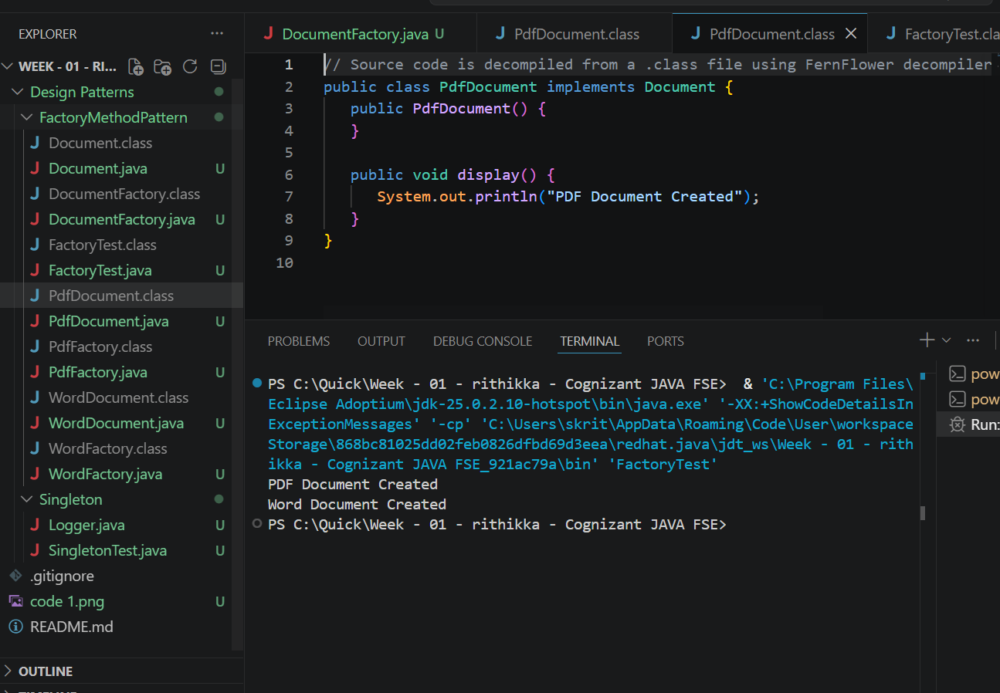 EXPLORER
WEEK - 01 - RI...
Design Patterns
FactoryMethodPattern
Document.class
Document.java U
DocumentFactory.class
DocumentFactory.java U
FactoryTest.class
FactoryTest.java U
PdfDocument.class
PdfDocument.java U
PdfFactory.class
PdfFactory.java U
WordDocument.class
WordDocument.java U
WordFactory.class
WordFactory.java U
Singleton
Logger.java U
SingletonTest.java U
.gitignore
code 1.png U
README.md
OUTLINE
DocumentFactory.java U
PdfDocument.class
PdfDocument.class
FactoryTest.cla
1 // Source code is decompiled from a .class file using FernFlower decompiler
2 public class PdfDocument implements Document {
3 public PdfDocument() {
4 }
5
6 public void display() {
7 System.out.println("PDF Document Created");
8 }
9 }
10
PROBLEMS OUTPUT DEBUG CONSOLE TERMINAL PORTS
PS C:\Quick\Week - 01 - rithikka - Cognizant JAVA FSE>  & 'C:\Program Files\
Eclipse Adoptium\jdk-25.0.2.10-hotspot\bin\java.exe' '-XX:+ShowCodeDetailsIn
ExceptionMessages' '-cp' 'C:\Users\skrit\AppData\Roaming\Code\User\workspace
Storage\868bc81025dd02feb0826dfbd69d3eea\redhat.java\jdt_ws\Week - 01 - rith
ikka - Cognizant JAVA FSE_921ac79a\bin' 'FactoryTest'
PDF Document Created
Word Document Created
PS C:\Quick\Week - 01 - rithikka - Cognizant JAVA FSE>
pow
pow
Run: